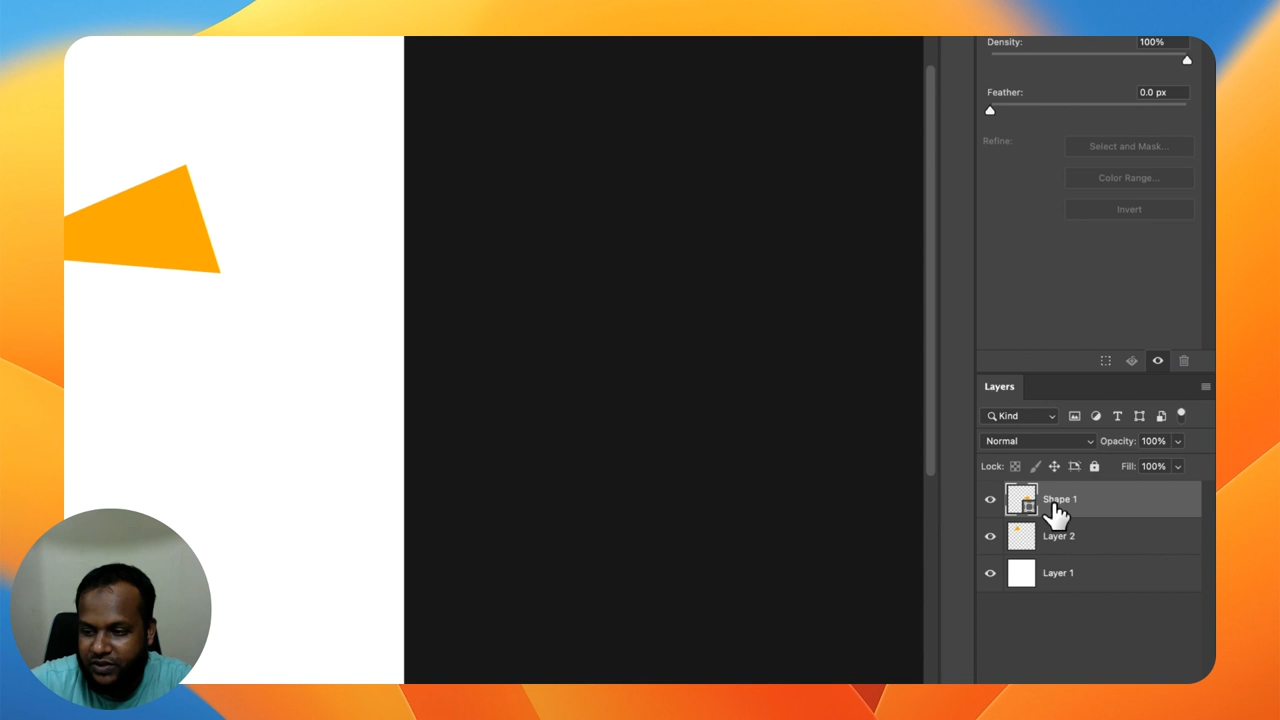 Density: 100%
Feather: 0.0 px
Refine: Select and Mask...
Color Range...
Invert
Layers
Kind
Normal Opacity: 100%
Lock: Fill: 100%
Shape 1
Layer 2
Layer 1